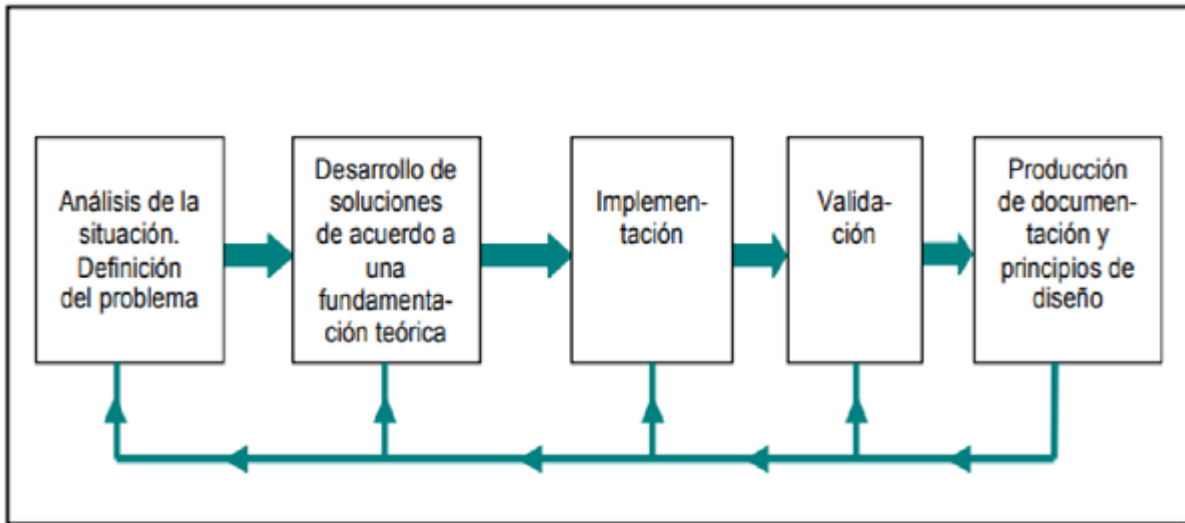 Análisis de la
situación.
Definición
del problema
Desarrollo de
soluciones
de acuerdo a
una
fundamenta-
ción teórica
Implemen-
tación
Valida-
ción
Producción
de documen-
tación y
principios de
diseño